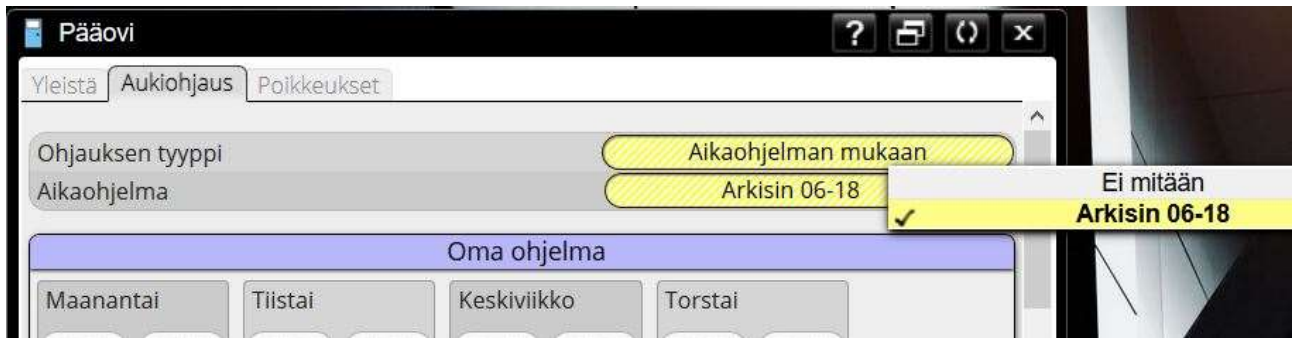 Pääovi
Yleistä Aukiohjaus Poikkeukset
Ohjauksen tyyppi Aikaohjelman mukaan
Aikaohjelma Arkisin 06-18
Ei mitään
✓ Arkisin 06-18
Oma ohjelma
Maanantai Tiistai Keskiviikko Torstai